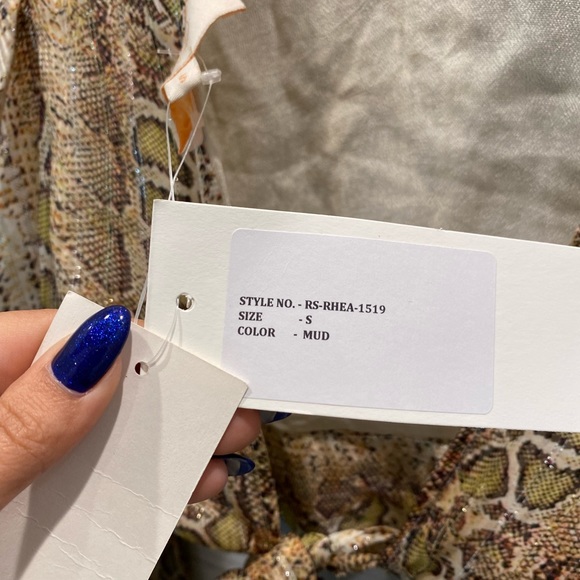 STYLE NO. - RS-RHEA-1519
SIZE - S
COLOR - MUD